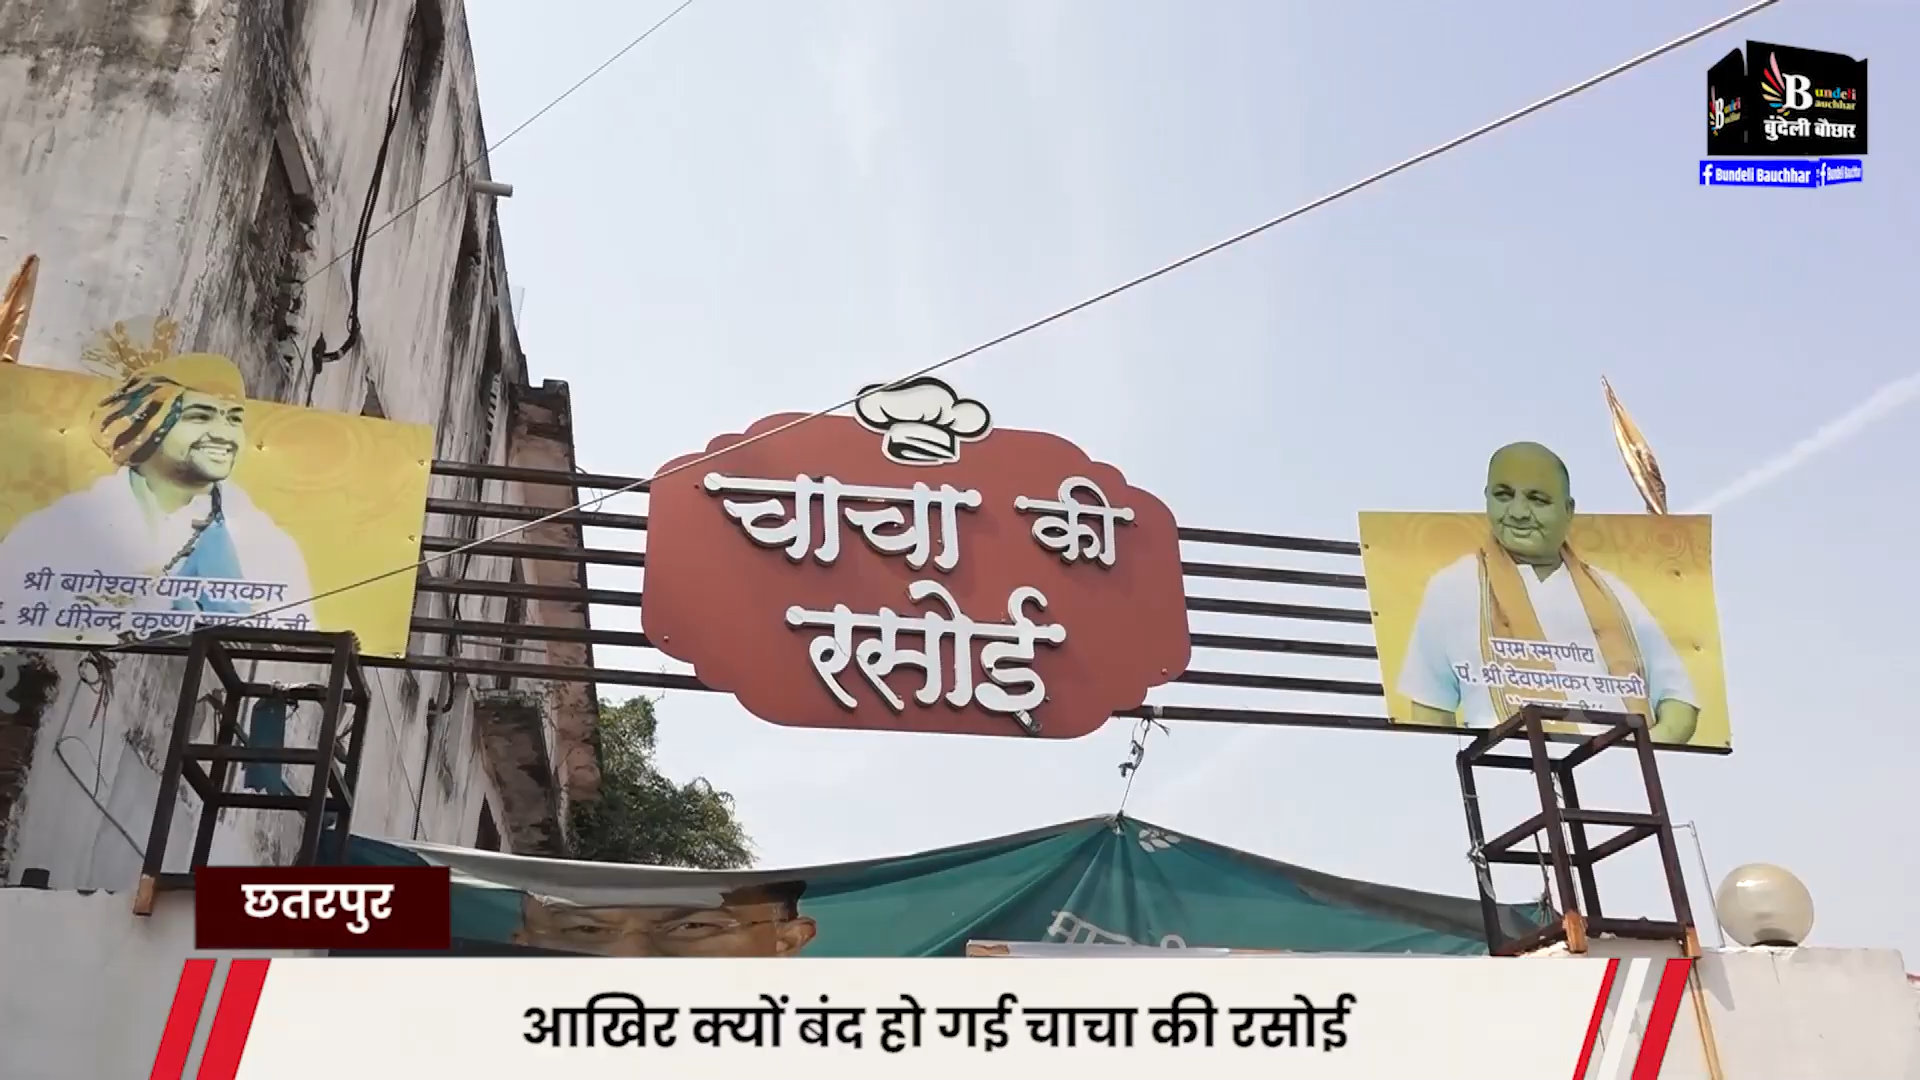 Bundeli
Bauchhar
बुंदेली बौछार
Bundeli Bauchhar
चाचा की
रसोई
श्री बागेश्वर धाम सरकार
श्री धीरेन्द्र कृष्ण शास्त्री जी
परम स्मरणीय
पं. श्री देवप्रभाकर शास्त्री
छतरपुर
आखिर क्यों बंद हो गई चाचा की रसोई